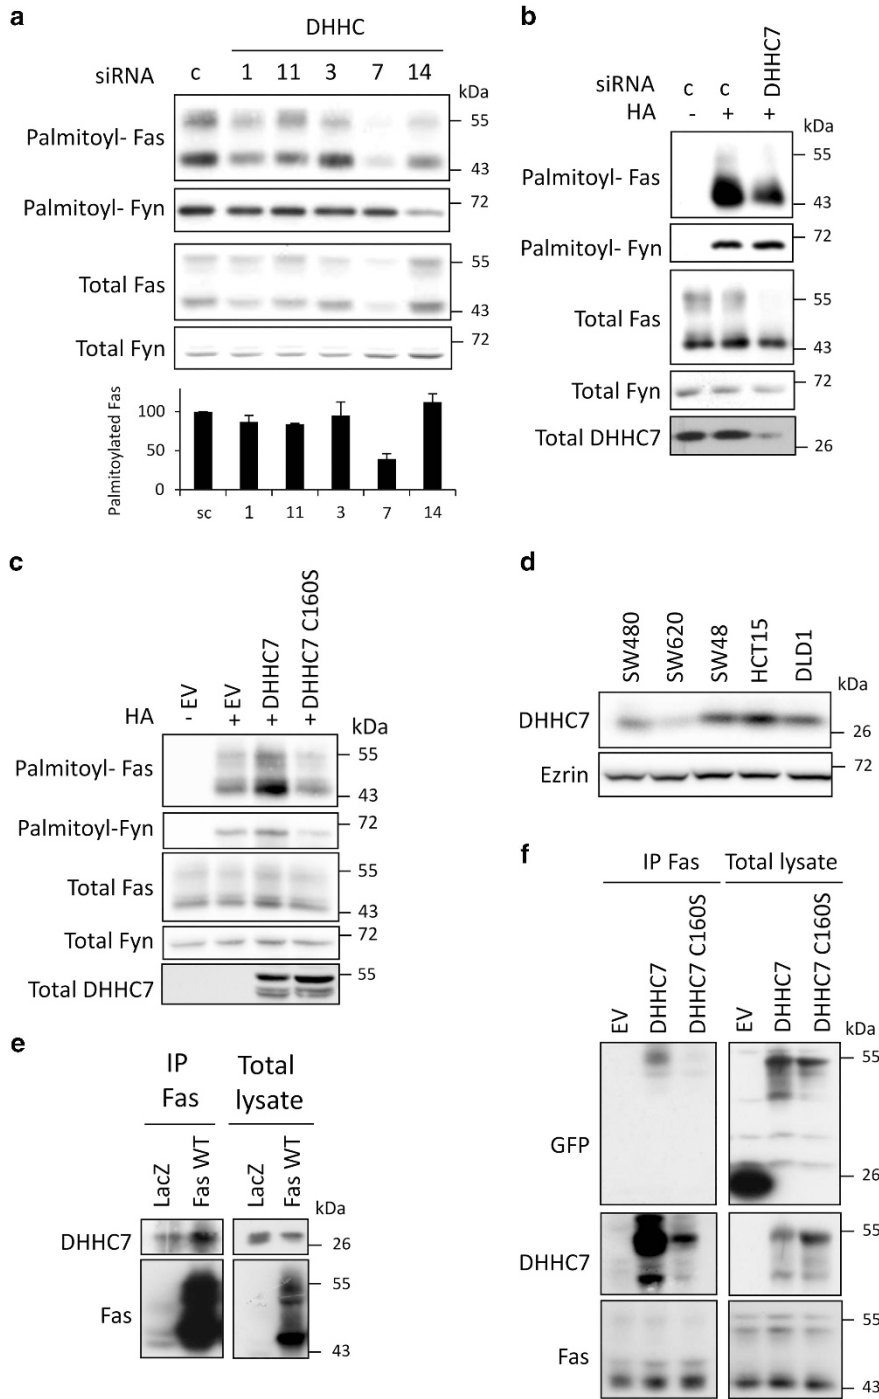 a
DHHC
siRNA c 1 11 3 7 14
kDa
Palmitoyl- Fas
55
43
Palmitoyl- Fyn
72
Total Fas
55
43
Total Fyn
72
Palmitoylated Fas
100
50
0
sc 1 11 3 7 14
b
siRNA c c DHHC7
HA - + +
kDa
Palmitoyl- Fas
55
43
Palmitoyl- Fyn
72
Total Fas
55
43
Total Fyn
72
Total DHHC7
26
c
HA - EV + EV + DHHC7 + DHHC7 C160S
kDa
Palmitoyl- Fas
55
43
Palmitoyl-Fyn
72
Total Fas
55
43
Total Fyn
72
Total DHHC7
55
d
SW480 SW620 SW48 HCT15 DLD1
kDa
DHHC7
26
Ezrin
72
e
IP Fas
Total lysate
LacZ Fas WT LacZ Fas WT
kDa
DHHC7
26
Fas
55
43
f
IP Fas Total lysate
EV DHHC7 DHHC7 C160S EV DHHC7 DHHC7 C160S
kDa
GFP
55
26
DHHC7
55
Fas
55
43